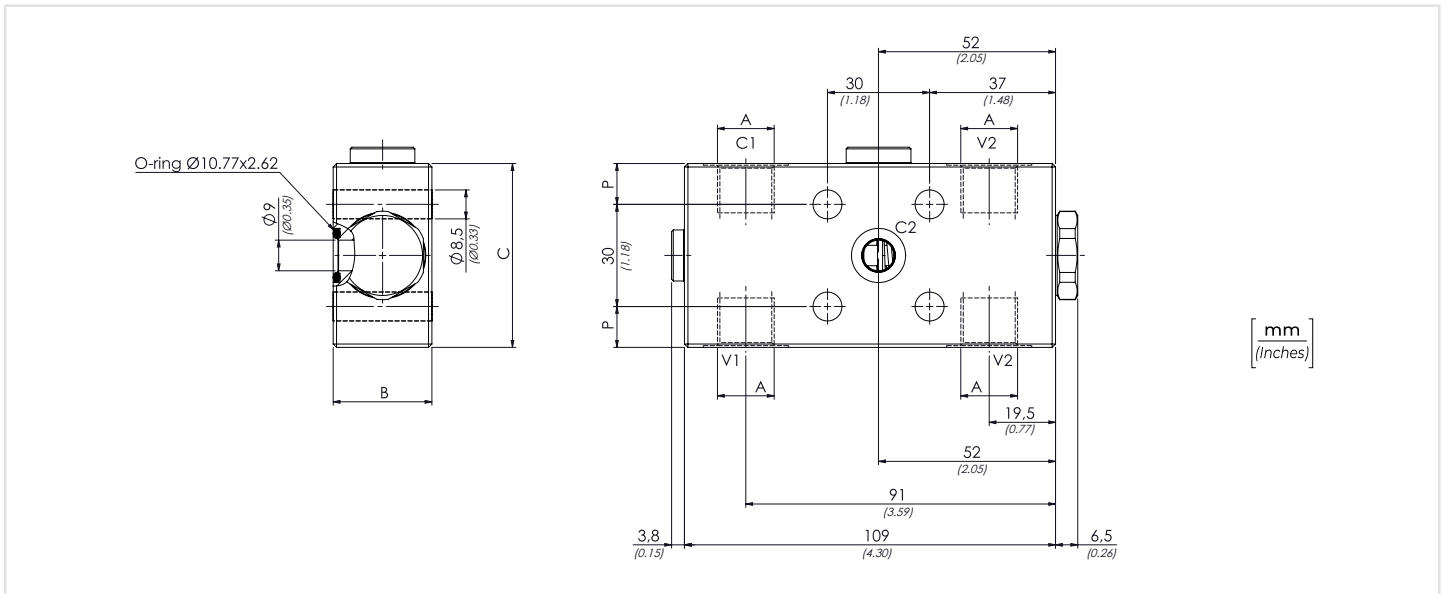 52
(2.05)
30
(1.18)
37
(1.48)
A
C1
A
V2
O-ring Ø10.77x2.62
P
Ø9
(Ø0.35)
Ø8,5
(Ø0.33)
C
30
(1.18)
C2
P
V1
A
V2
A
B
19,5
(0.77)
52
(2.05)
91
(3.59)
3,8
(0.15)
109
(4.30)
6,5
(0.26)
mm
(Inches)